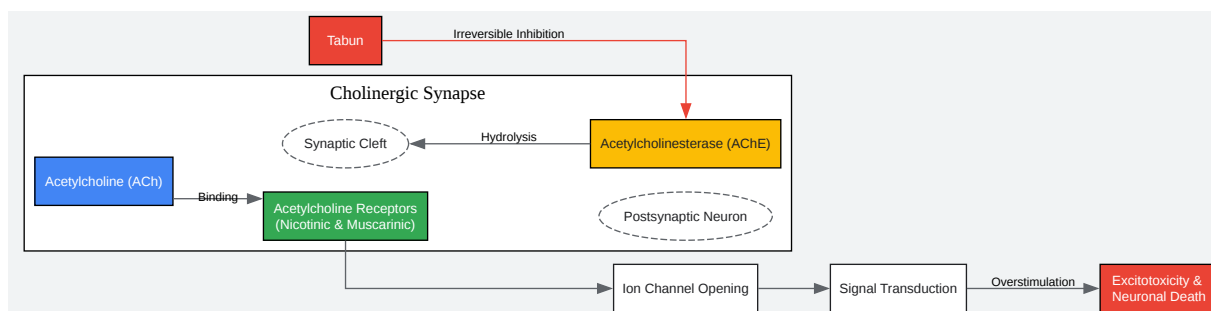 Tabun
Irreversible Inhibition
Cholinergic Synapse
Synaptic Cleft
Hydrolysis
Acetylcholinesterase (AChE)
Acetylcholine (ACh)
Binding
Acetylcholine Receptors
(Nicotinic & Muscarinic)
Postsynaptic Neuron
Ion Channel Opening
Signal Transduction
Overstimulation
Excitotoxicity &
Neuronal Death